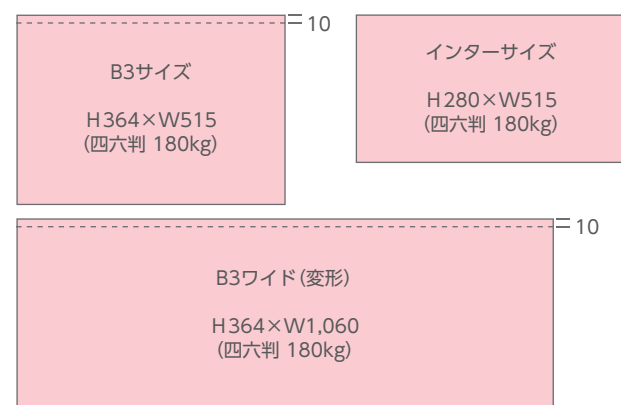 10
B3サイズ
H364×W515
(四六判 180kg)
インターサイズ
H280×W515
(四六判 180kg)
10
B3ワイド(変形)
H364×W1,060
(四六判 180kg)